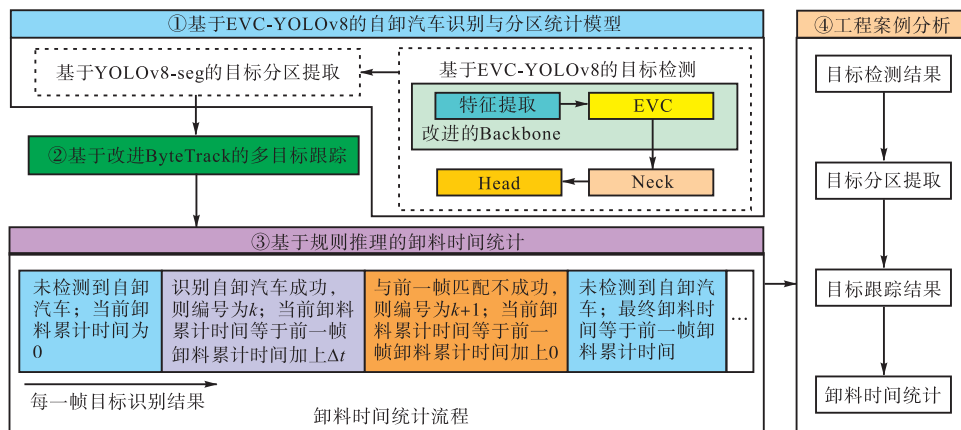 ①基于EVC-YOLOv8的自卸汽车识别与分区统计模型
基于YOLOv8-seg的目标分区提取
基于EVC-YOLOv8的目标检测
特征提取
EVC
改进的Backbone
Head
Neck
②基于改进ByteTrack的多目标跟踪
③基于规则推理的卸料时间统计
未检测到自卸
汽车；当前卸
料累计时间为
0
识别自卸汽车成功，
则编号为k；当前卸料
累计时间等于前一帧
卸料累计时间加上Δt
与前一帧匹配不成功，
则编号为k+1；当前卸
料累计时间等于前一
帧卸料累计时间加上0
未检测到自卸汽
车；最终卸料时
间等于前一帧卸
料累计时间
…
每一帧目标识别结果
卸料时间统计流程
④工程案例分析
目标检测结果
目标分区提取
目标跟踪结果
卸料时间统计